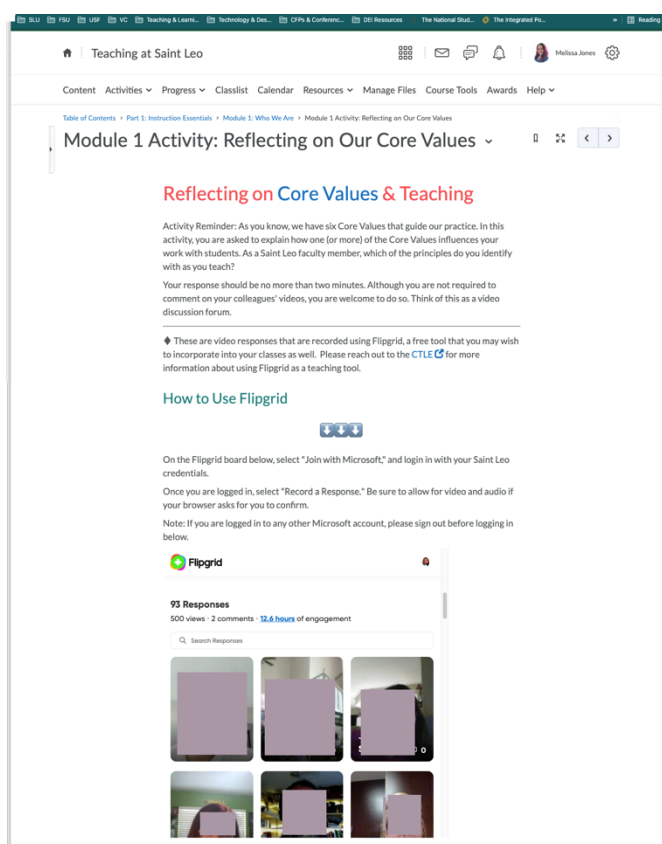 SLU FSU USF VC Teaching & Learni... Technology & Des... CFPs & Conferenc... DEI Resources The National Stud... The Integrated Po... » Reading
Teaching at Saint Leo Melissa Jones
Content Activities Progress Classlist Calendar Resources Manage Files Course Tools Awards Help
Table of Contents › Part 1: Instruction Essentials › Module 1: Who We Are › Module 1 Activity: Reflecting on Our Core Values
Module 1 Activity: Reflecting on Our Core Values
Reflecting on Core Values & Teaching
Activity Reminder: As you know, we have six Core Values that guide our practice. In this
activity, you are asked to explain how one (or more) of the Core Values influences your
work with students. As a Saint Leo faculty member, which of the principles do you identify
with as you teach?
Your response should be no more than two minutes. Although you are not required to
comment on your colleagues' videos, you are welcome to do so. Think of this as a video
discussion forum.
♦ These are video responses that are recorded using Flipgrid, a free tool that you may wish
to incorporate into your classes as well. Please reach out to the CTLE for more
information about using Flipgrid as a teaching tool.
How to Use Flipgrid
On the Flipgrid board below, select "Join with Microsoft," and login in with your Saint Leo
credentials.
Once you are logged in, select "Record a Response." Be sure to allow for video and audio if
your browser asks for you to confirm.
Note: If you are logged in to any other Microsoft account, please sign out before logging in
below.
Flipgrid
93 Responses
500 views · 2 comments · 12.6 hours of engagement
Search Responses
0